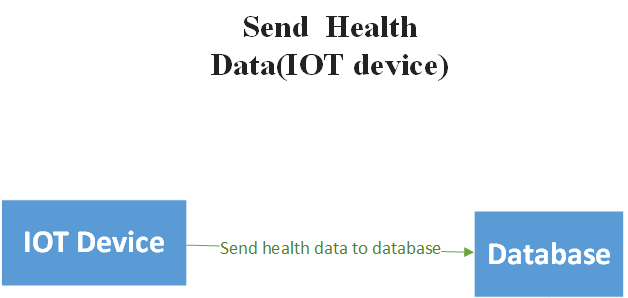 Send Health
Data(IOT device)
IOT Device
Send health data to database
Database